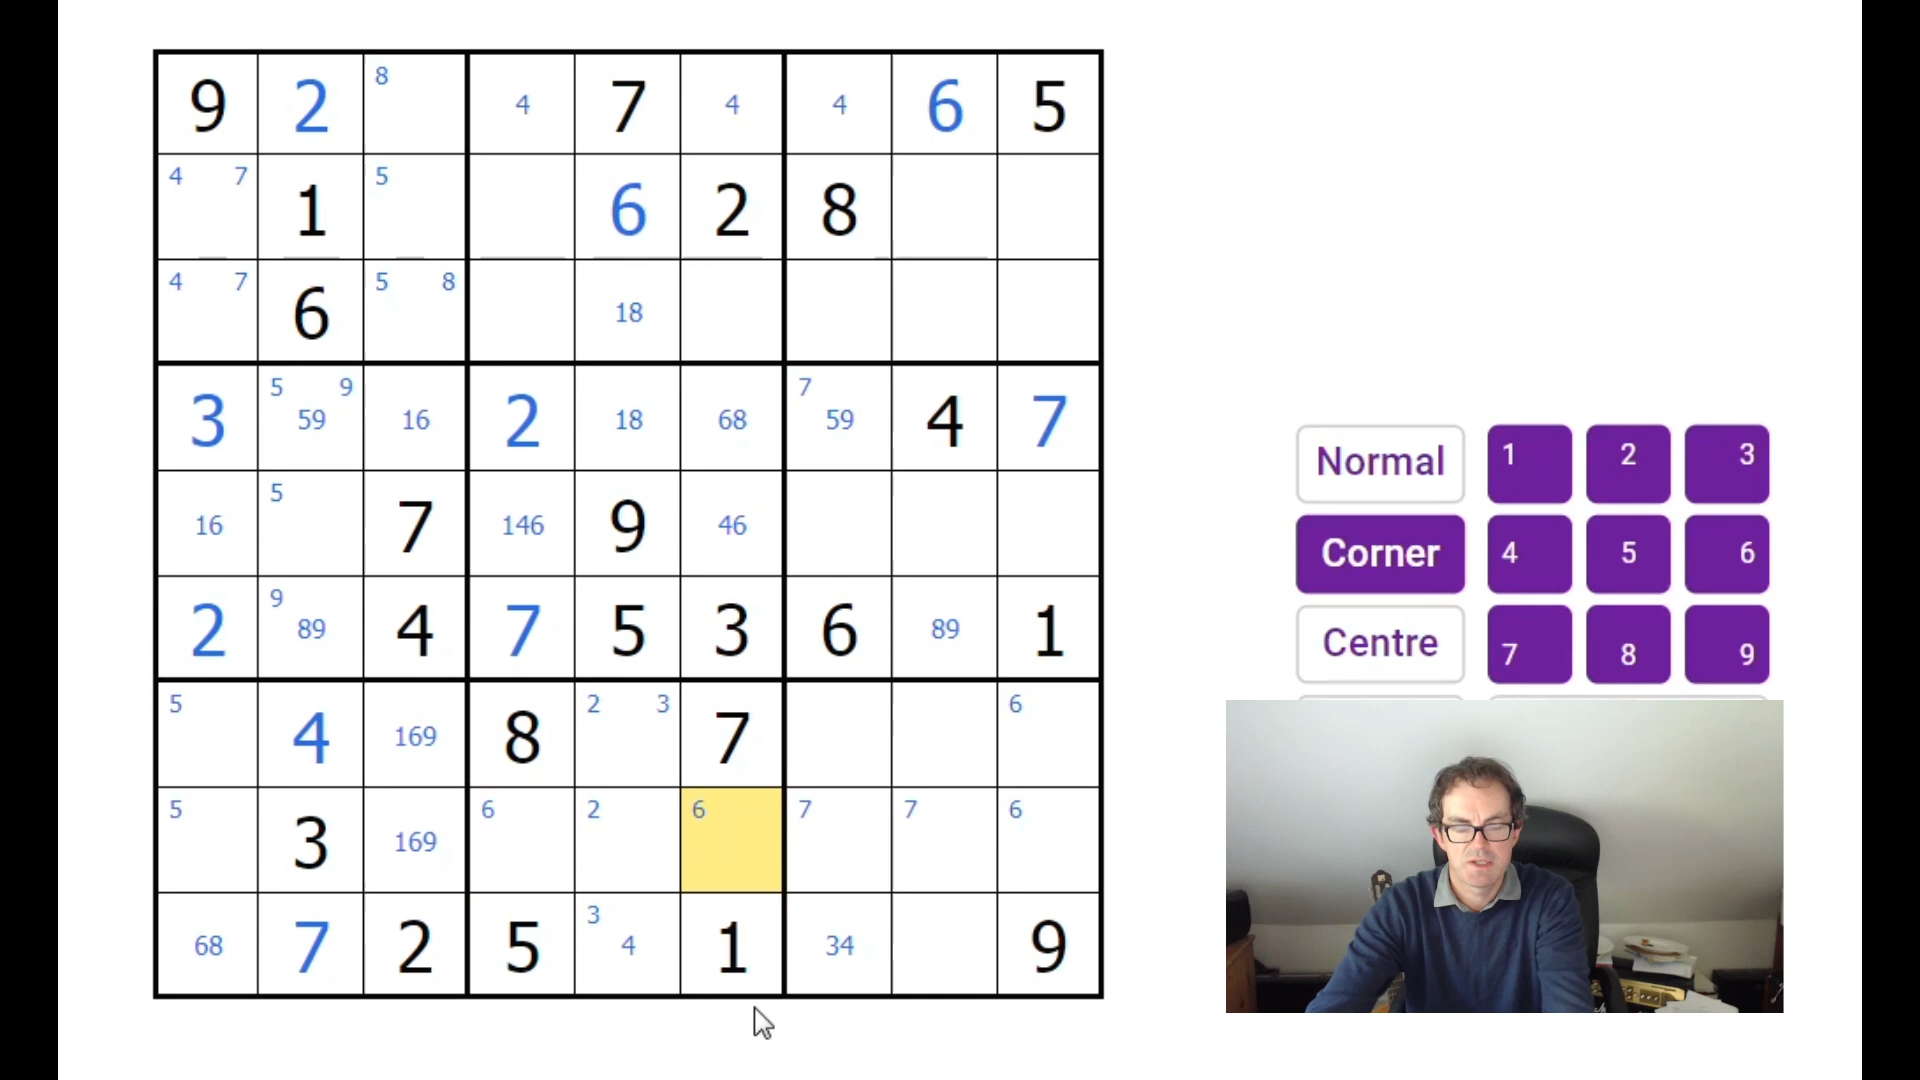 9 2 8 4 7 4 4 6 5
4 7 1 5 6 2 8
4 7 6 5 8 18
3 5 9 59 16 2 18 68 7 59 4 7
16 5 7 146 9 46
2 9 89 4 7 5 3 6 89 1
5 4 169 8 2 3 7 6
5 3 169 6 2 6 7 7 6
68 7 2 5 3 4 1 34 9
Normal 1 2 3
Corner 4 5 6
Centre 7 8 9